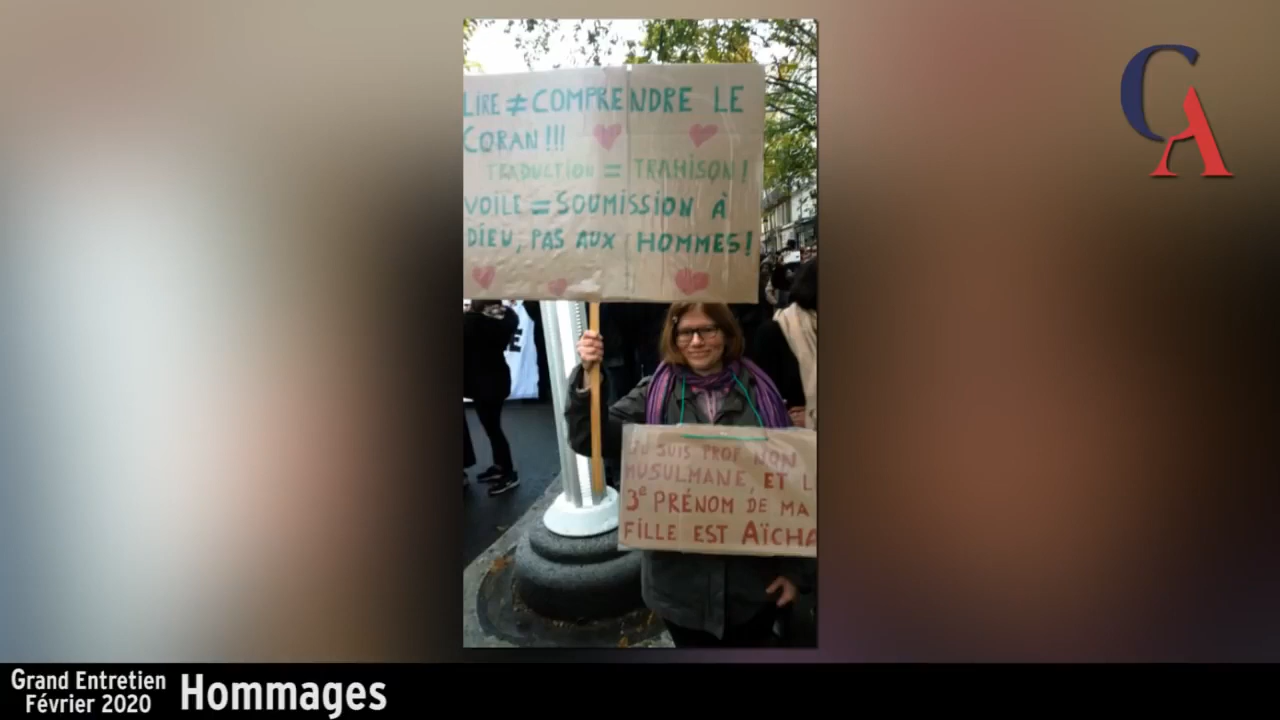 LIRE ≠ COMPRENDRE LE
CORAN!!!
TRADUCTION = TRAHISON!
VOILE = SOUMISSION À
DIEU, PAS AUX HOMMES!
SUIS PROF NON
MUSULMANE, ET L
3e PRÉNOM DE MA
FILLE EST AÏCHA
CA
Grand Entretien
Février 2020
Hommages